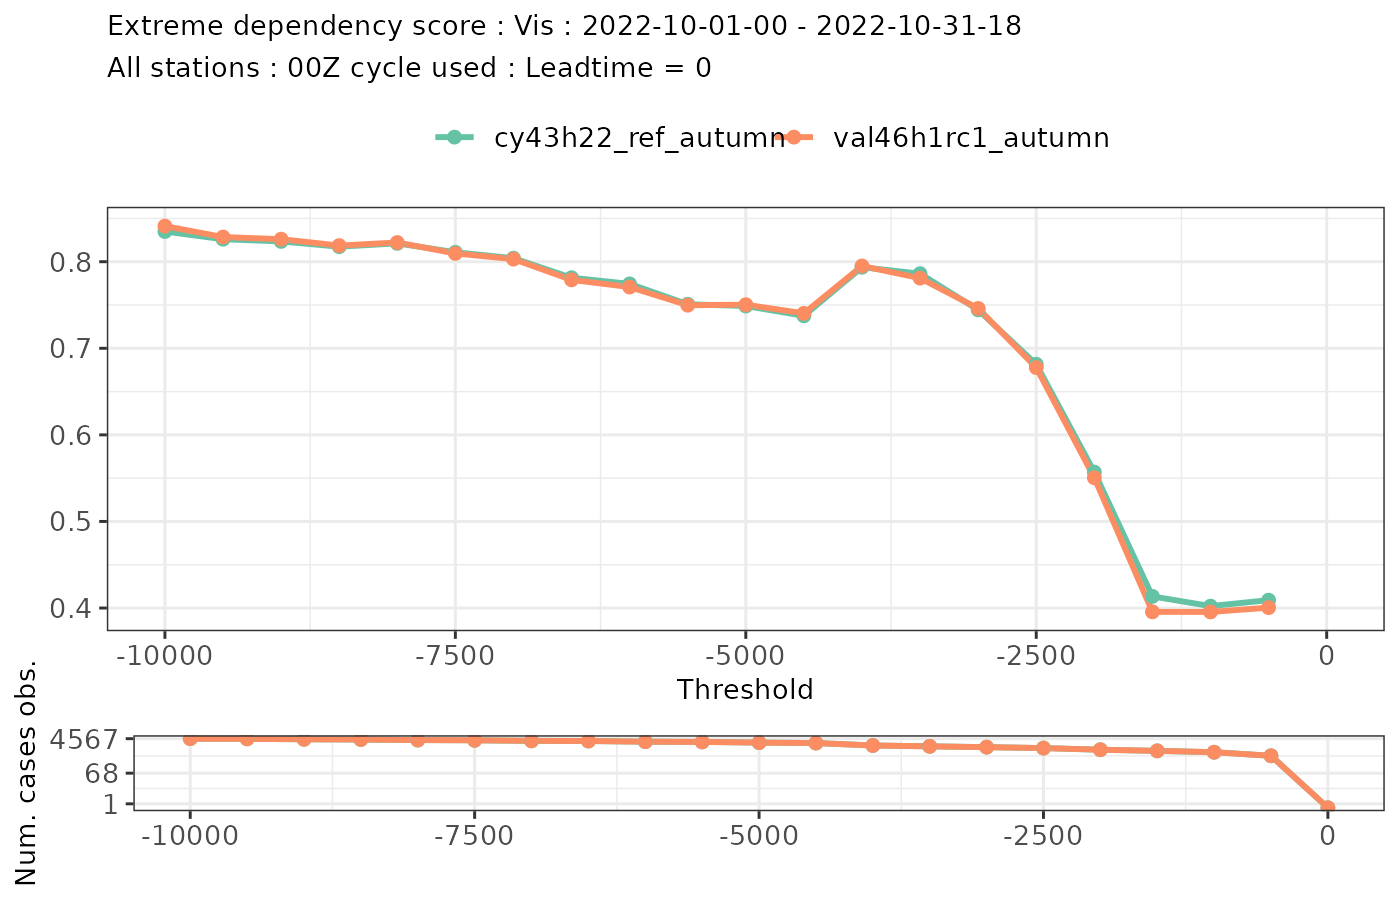 Extreme dependency score : Vis : 2022-10-01-00 - 2022-10-31-18
All stations : 00Z cycle used : Leadtime = 0
cy43h22_ref_autumn val46h1rc1_autumn
0.8
0.7
0.6
0.5
0.4
-10000 -7500 -5000 -2500 0
Threshold
Num. cases obs.
4567
68
1
-10000 -7500 -5000 -2500 0